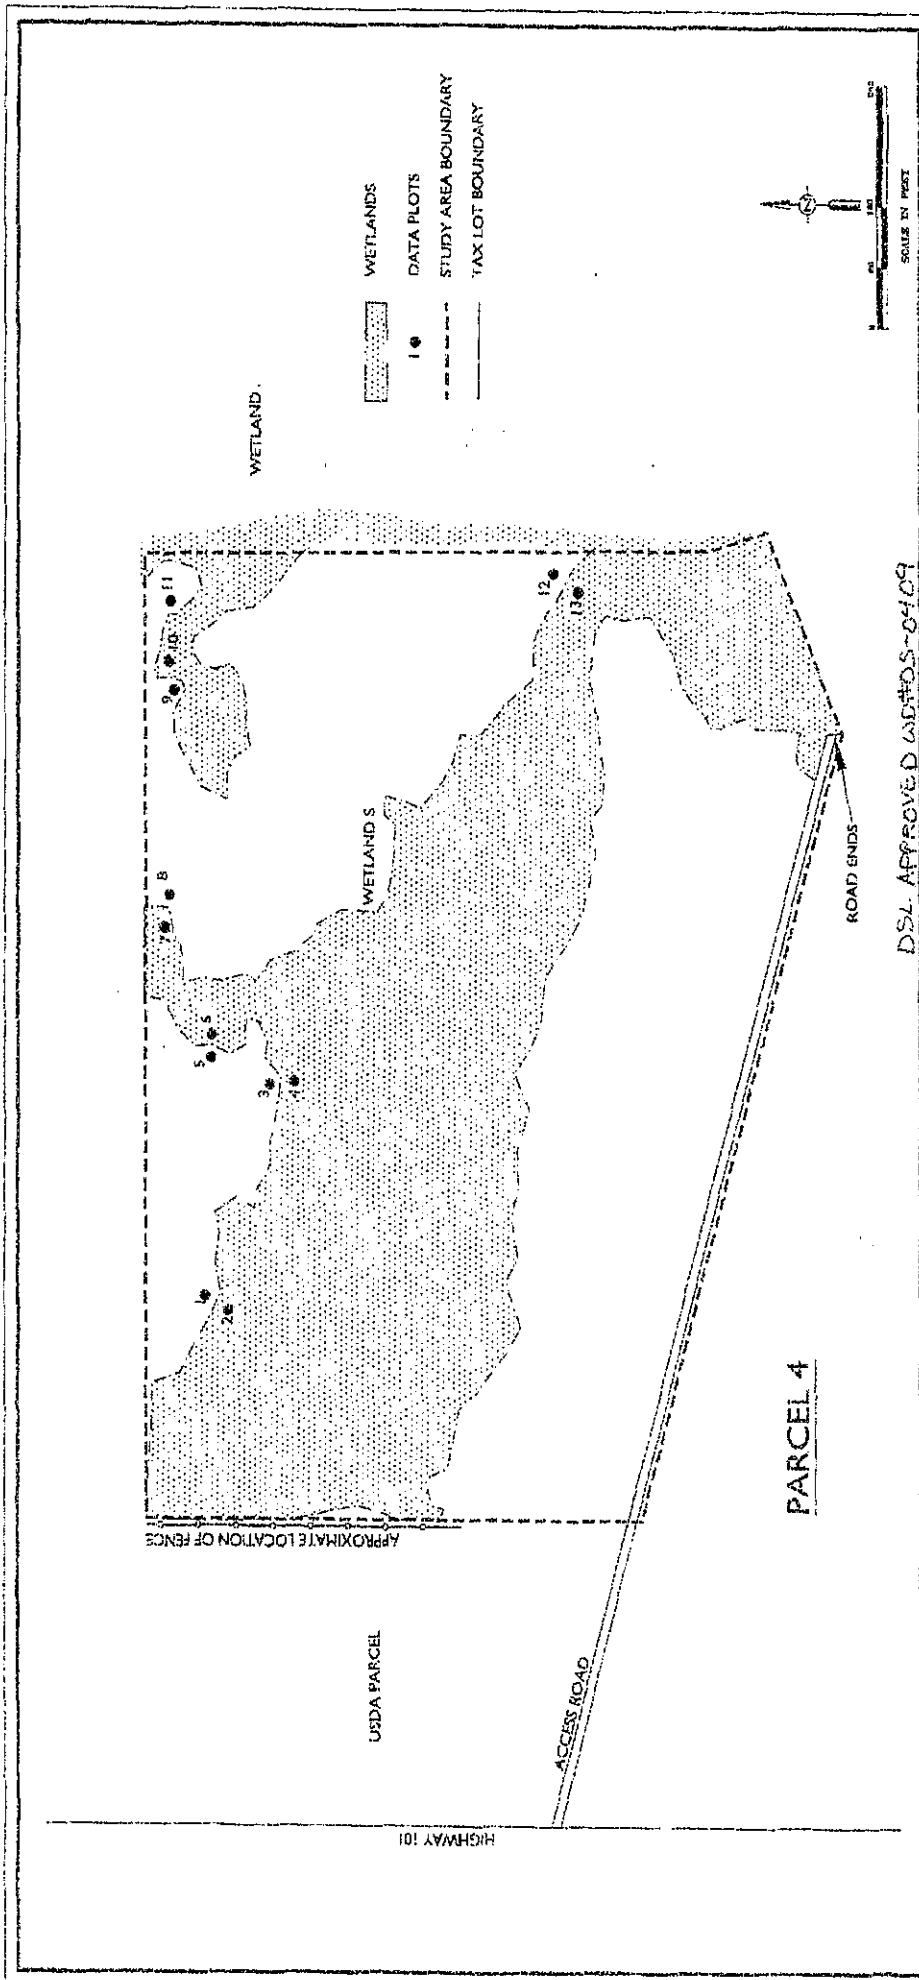 WETLAND
WETLANDS
DATA PLOTS
STUDY AREA BOUNDARY
TAX LOT BOUNDARY
1
N
SCALE IN FEET
11
10
9
8
7
6
5
3
4
1
2
12
13
WETLAND S
APPROXIMATE LOCATION OF FENCE
USDA PARCEL
HIGHWAY 101
ACCESS ROAD
ROAD ENDS
PARCEL 4
DSL APPROVED WD#05-0409